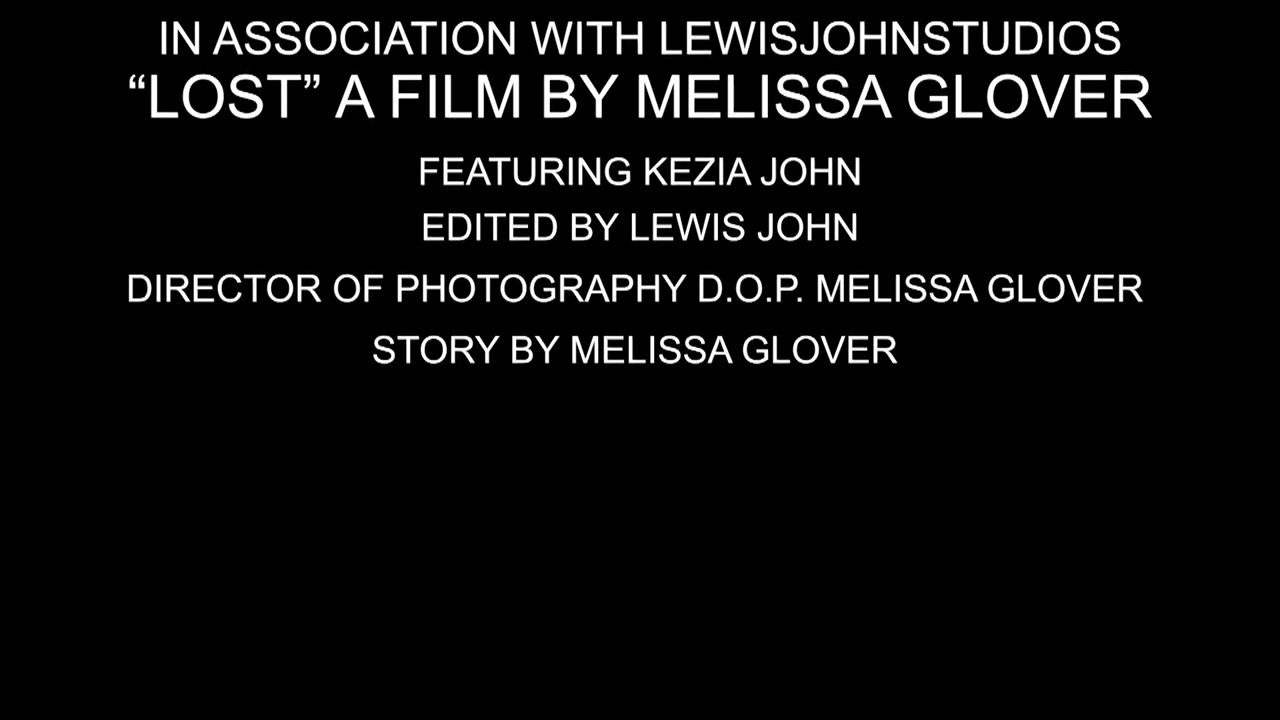 IN ASSOCIATION WITH LEWISJOHNSTUDIOS
“LOST” A FILM BY MELISSA GLOVER
FEATURING KEZIA JOHN
EDITED BY LEWIS JOHN
DIRECTOR OF PHOTOGRAPHY D.O.P. MELISSA GLOVER
STORY BY MELISSA GLOVER